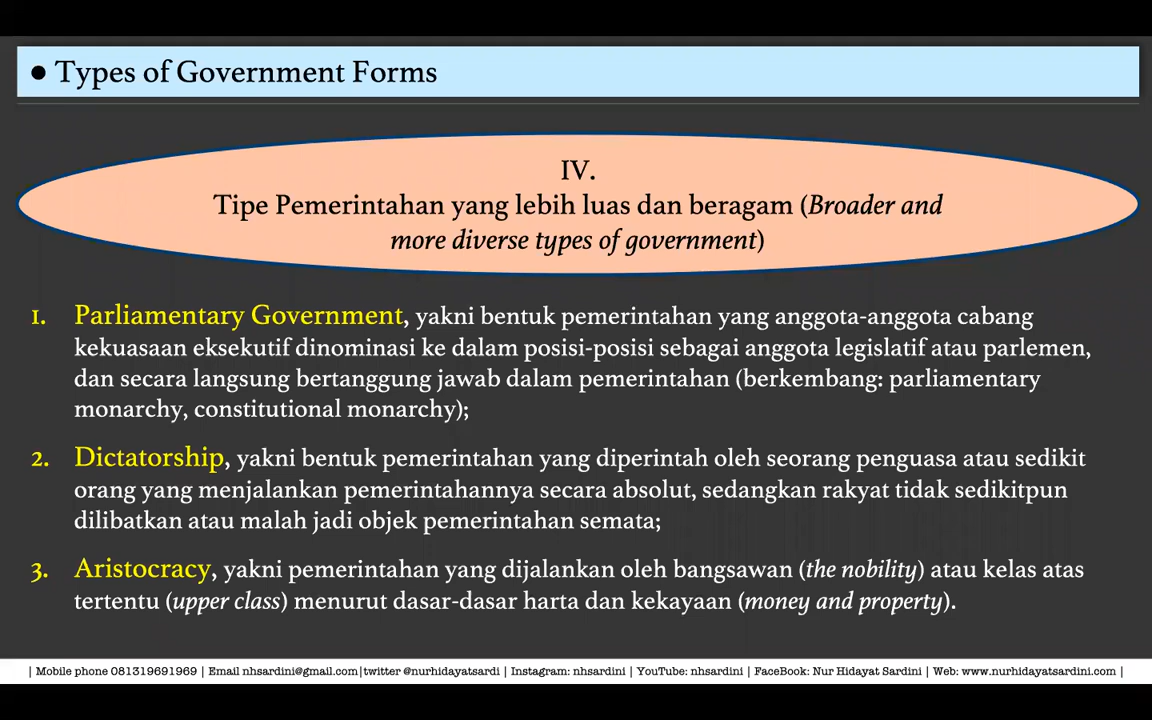 ● Types of Government Forms
IV.
Tipe Pemerintahan yang lebih luas dan beragam (Broader and
more diverse types of government)
1. Parliamentary Government, yakni bentuk pemerintahan yang anggota-anggota cabang
kekuasaan eksekutif dinominasi ke dalam posisi-posisi sebagai anggota legislatif atau parlemen,
dan secara langsung bertanggung jawab dalam pemerintahan (berkembang: parliamentary
monarchy, constitutional monarchy);
2. Dictatorship, yakni bentuk pemerintahan yang diperintah oleh seorang penguasa atau sedikit
orang yang menjalankan pemerintahannya secara absolut, sedangkan rakyat tidak sedikitpun
dilibatkan atau malah jadi objek pemerintahan semata;
3. Aristocracy, yakni pemerintahan yang dijalankan oleh bangsawan (the nobility) atau kelas atas
tertentu (upper class) menurut dasar-dasar harta dan kekayaan (money and property).
| Mobile phone 081319691969 | Email nhsardini@gmail.com|twitter @nurhidayatsardi | Instagram: nhsardini | YouTube: nhsardini | FaceBook: Nur Hidayat Sardini | Web: www.nurhidayatsardini.com |